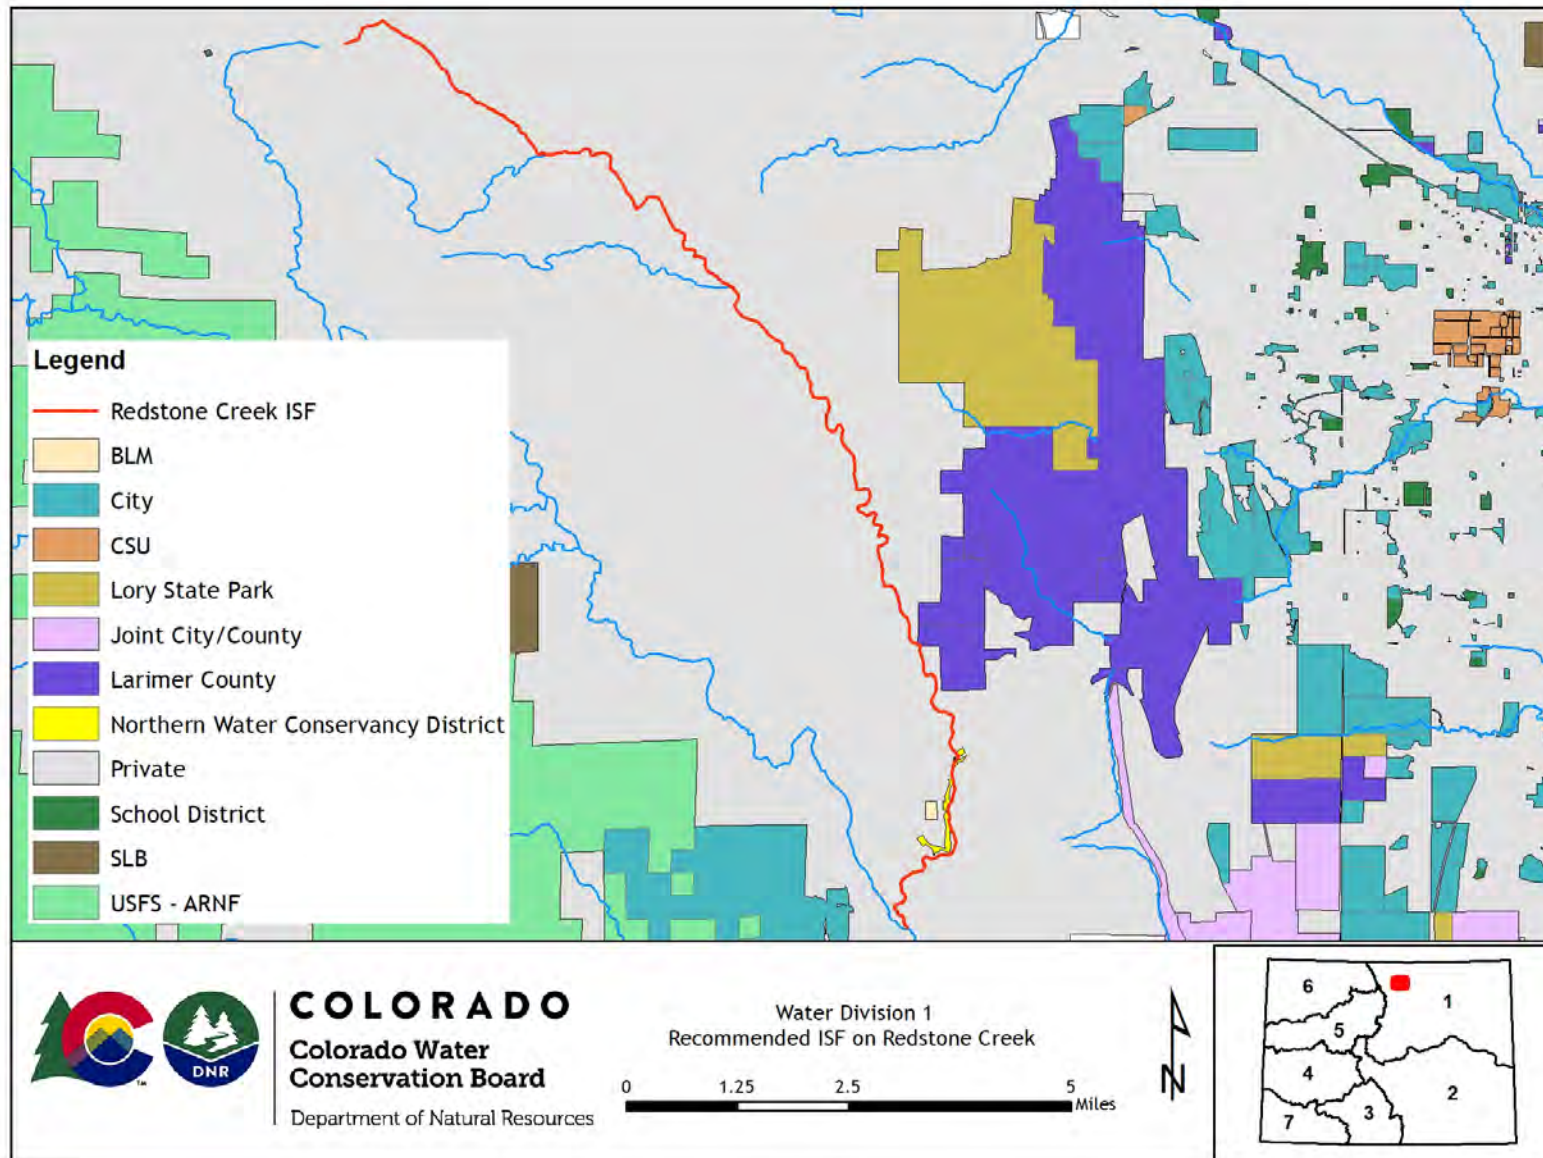 Legend
Redstone Creek ISF
BLM
City
CSU
Lory State Park
Joint City/County
Larimer County
Northern Water Conservancy District
Private
School District
SLB
USFS - ARNF
TM
DNR
COLORADO
Colorado Water
Conservation Board
Department of Natural Resources
Water Division 1
Recommended ISF on Redstone Creek
0 1.25 2.5 5
Miles
N
6
1
5
4
2
3
7